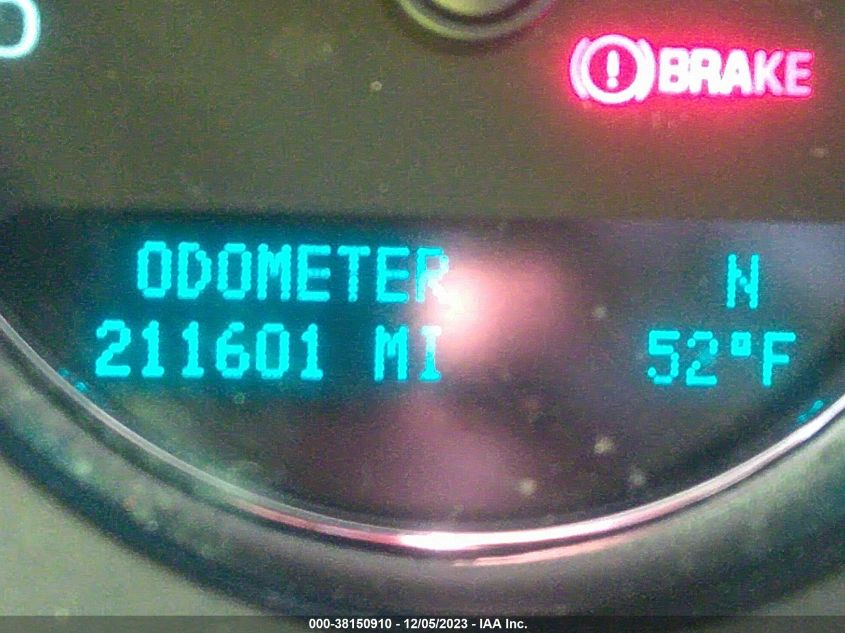 BRAKE
ODOMETER N
211601 MI 52°F
000-38150910 - 12/05/2023 - IAA Inc.